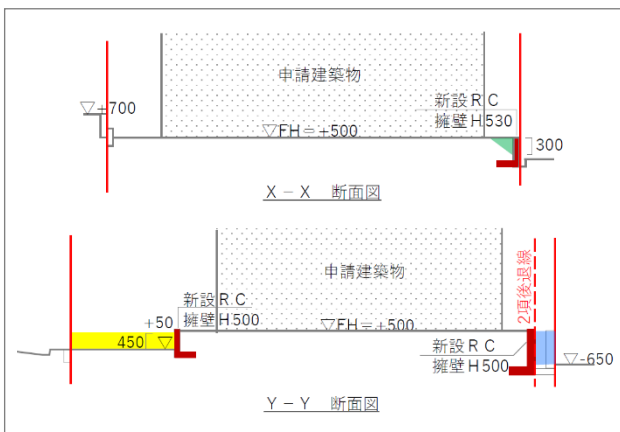 申請建築物
▽+700
新設ＲＣ
擁壁H530
▽FH＝+500
300
Ｘ－Ｘ　断面図
申請建築物
2項後退線
新設ＲＣ
擁壁H500
+50
450
▽
▽FH＝+500
新設ＲＣ
擁壁H500
▽-650
Ｙ－Ｙ　断面図